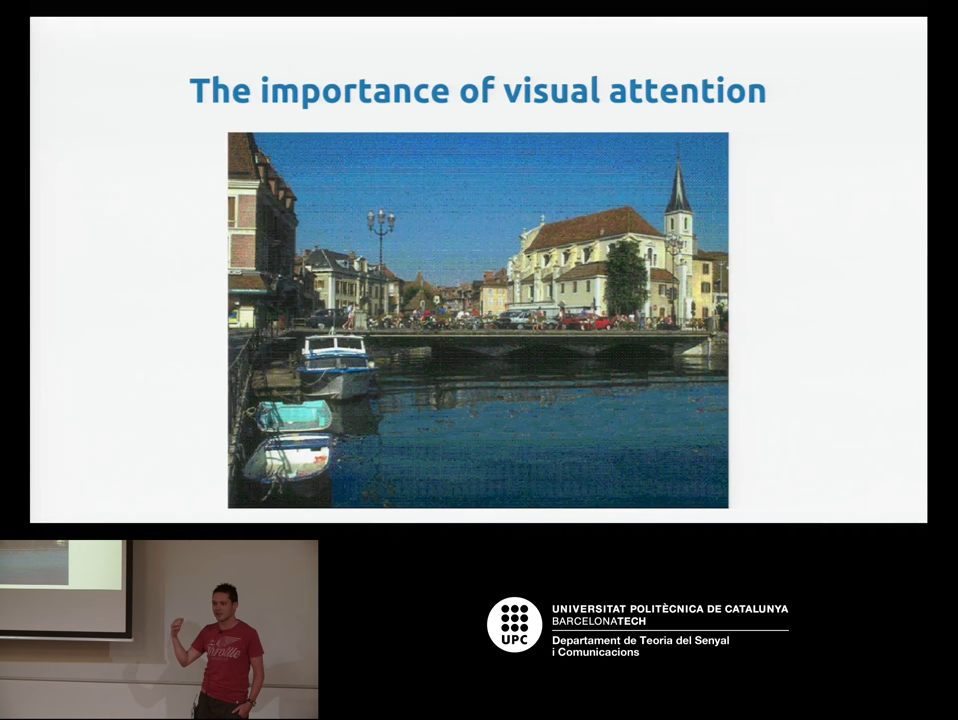 The importance of visual attention
UPC
UNIVERSITAT POLITÈCNICA DE CATALUNYA
BARCELONATECH
Departament de Teoria del Senyal
i Comunicacions